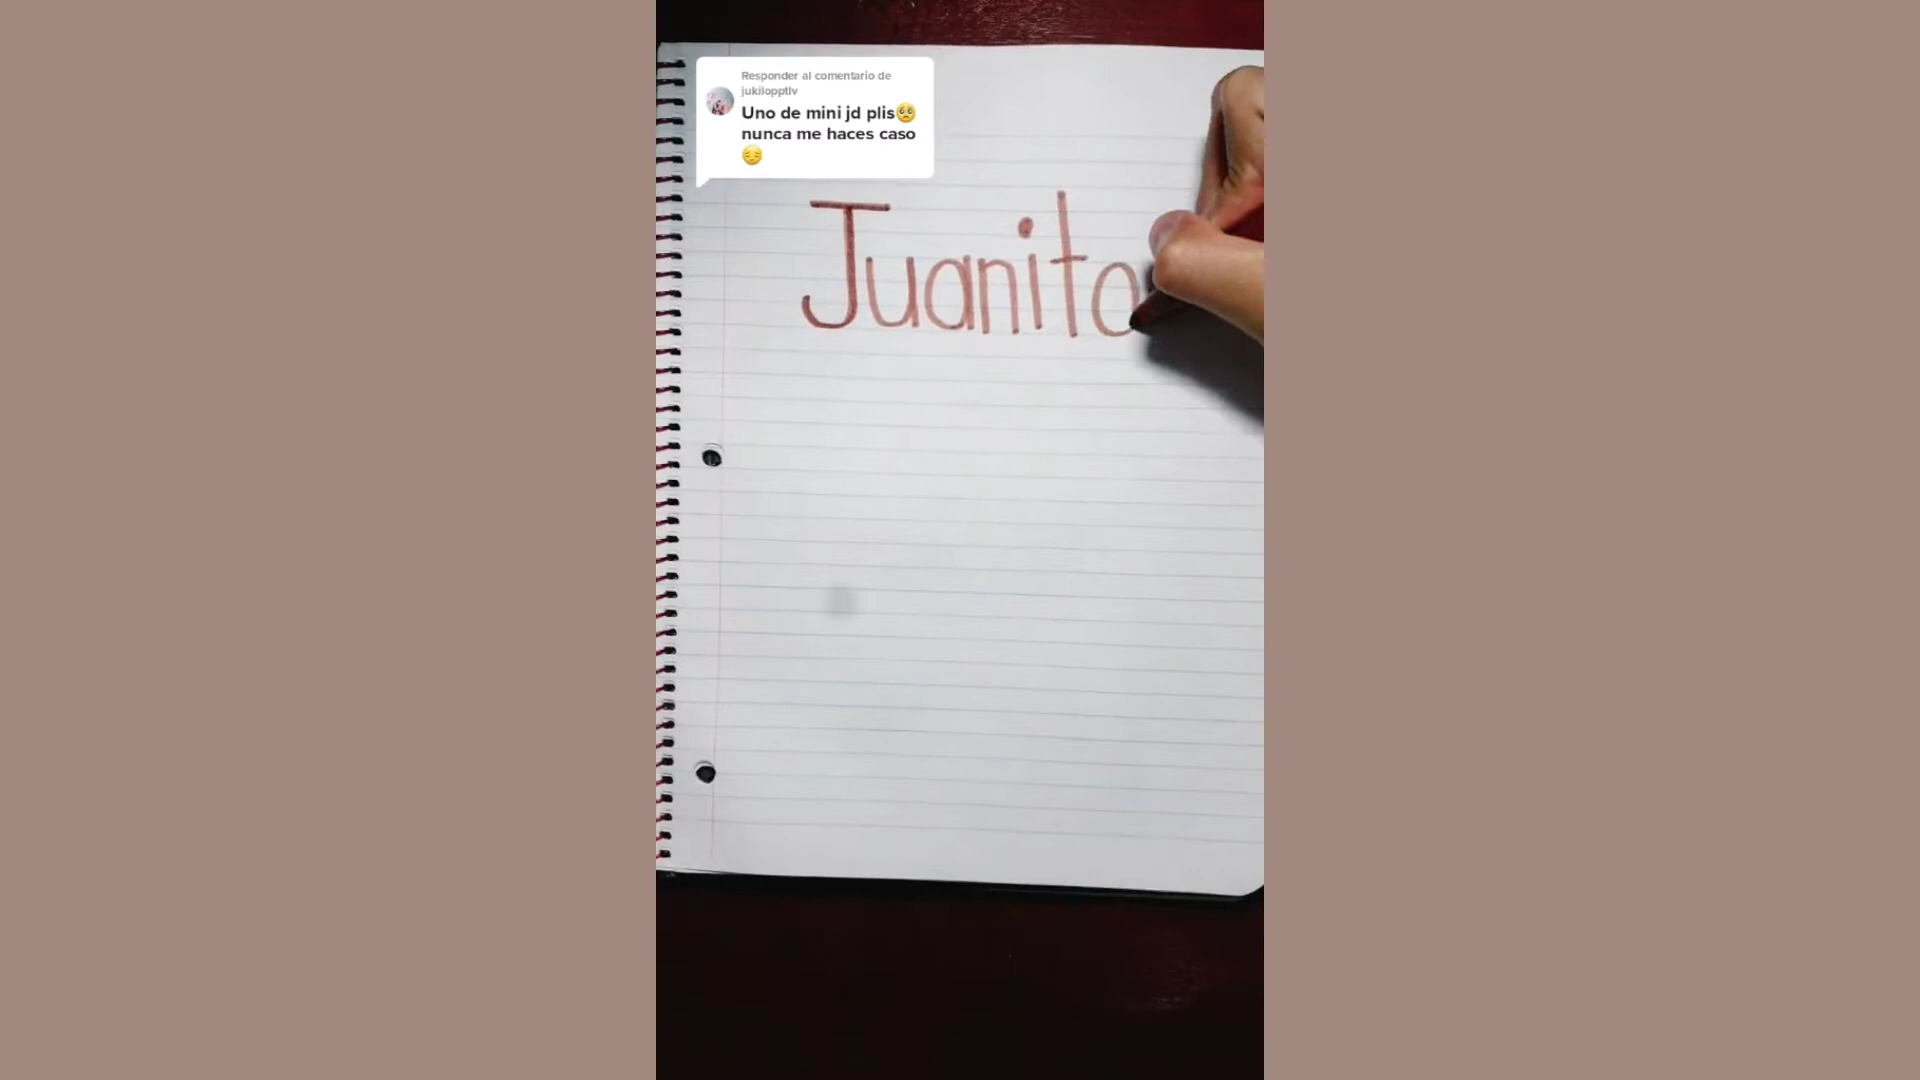 Responder al comentario de
jukilopptlv
Uno de mini jd plis🥺
nunca me haces caso
😔
Juanito